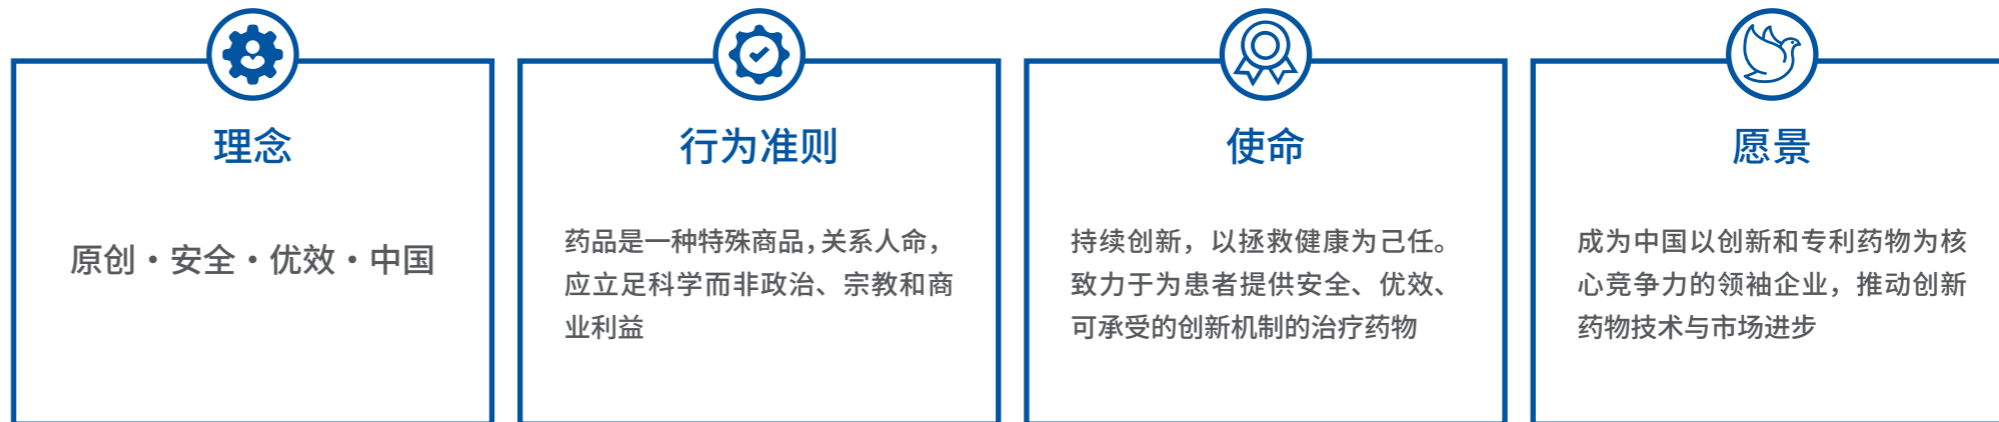 理念
原创·安全·优效·中国
行为准则
药品是一种特殊商品，关系人命，
应立足科学而非政治、宗教和商
业利益
使命
持续创新，以拯救健康为己任。
致力于为患者提供安全、优效、
可承受的创新机制的治疗药物
愿景
成为中国以创新和专利药物为核
心竞争力的领袖企业，推动创新
药物技术与市场进步